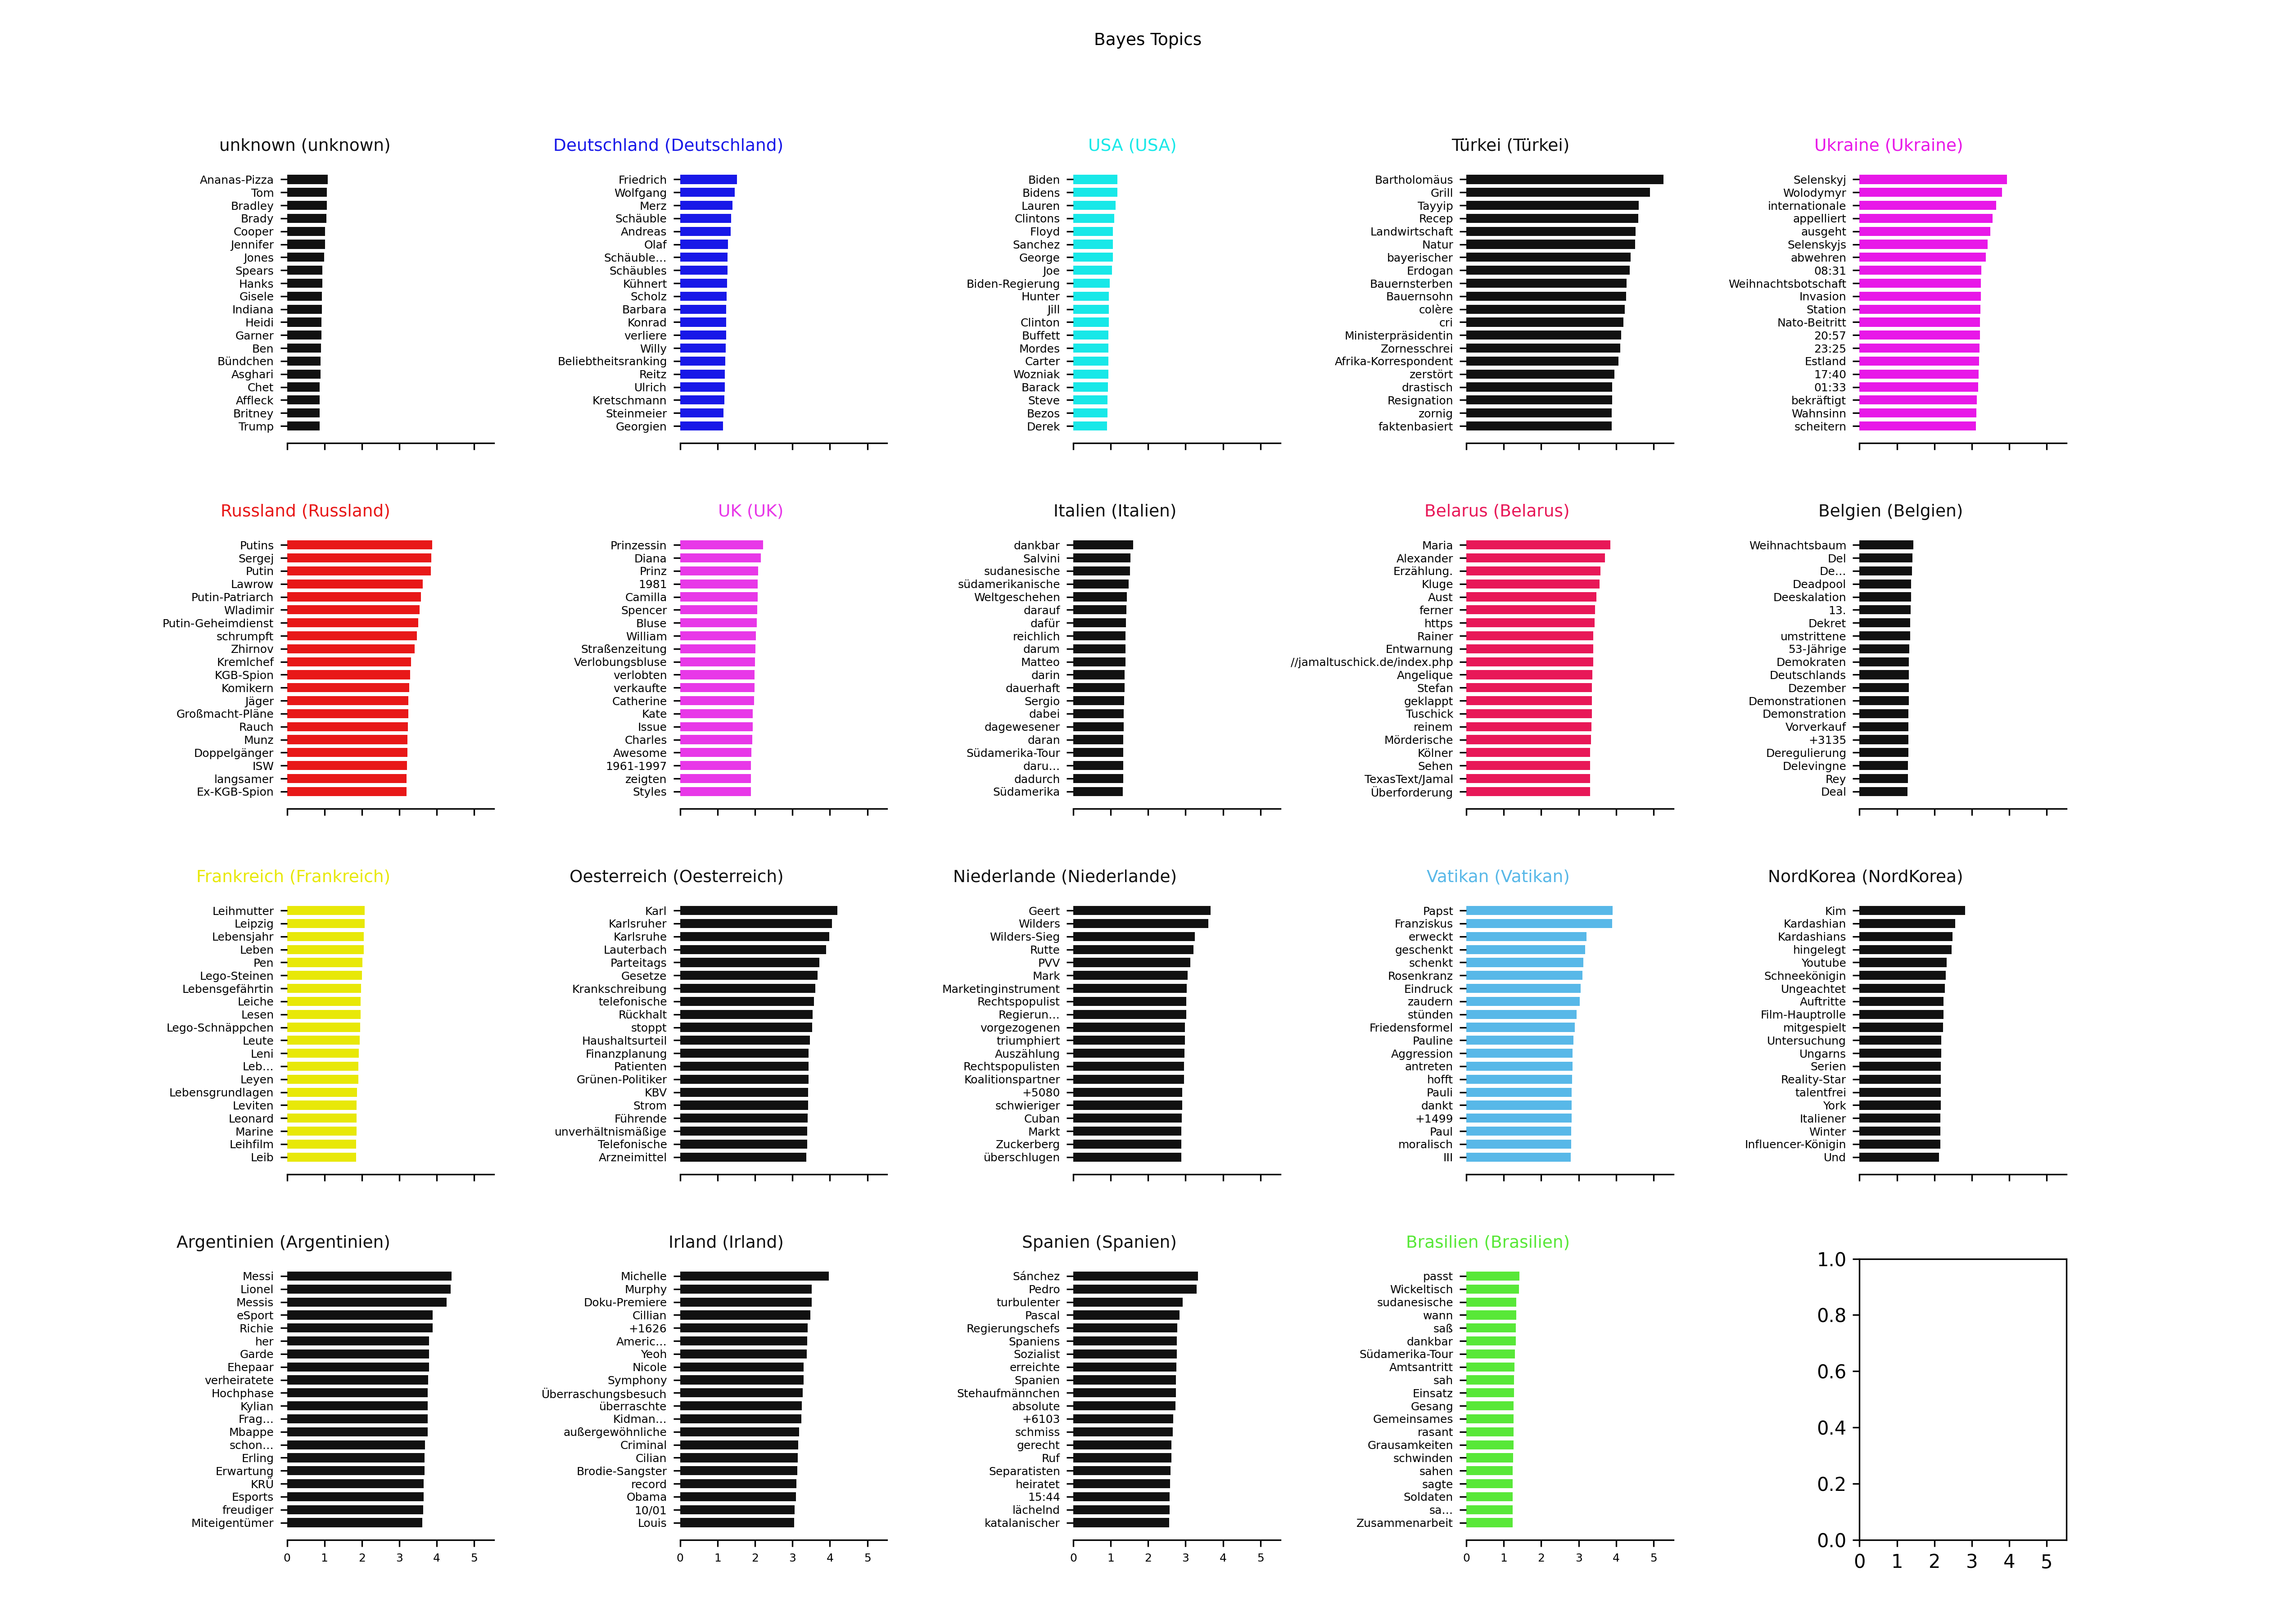 Bayes Topics
unknown (unknown)
Ananas-Pizza
Tom
Bradley
Brady
Cooper
Jennifer
Jones
Spears
Hanks
Gisele
Indiana
Heidi
Garner
Ben
Bündchen
Asghari
Chet
Affleck
Britney
Trump
Deutschland (Deutschland)
Friedrich
Wolfgang
Merz
Schäuble
Andreas
Olaf
Schäuble…
Schäubles
Kühnert
Scholz
Barbara
Konrad
verliere
Willy
Beliebtheitsranking
Reitz
Ulrich
Kretschmann
Steinmeier
Georgien
USA (USA)
Biden
Bidens
Lauren
Clintons
Floyd
Sanchez
George
Joe
Biden-Regierung
Hunter
Jill
Clinton
Buffett
Mordes
Carter
Wozniak
Barack
Steve
Bezos
Derek
Türkei (Türkei)
Bartholomäus
Grill
Tayyip
Recep
Landwirtschaft
Natur
bayerischer
Erdogan
Bauernsterben
Bauernsohn
colère
cri
Ministerpräsidentin
Zornesschrei
Afrika-Korrespondent
zerstört
drastisch
Resignation
zornig
faktenbasiert
Ukraine (Ukraine)
Selenskyj
Wolodymyr
internationale
appelliert
ausgeht
Selenskyjs
abwehren
08:31
Weihnachtsbotschaft
Invasion
Station
Nato-Beitritt
20:57
23:25
Estland
17:40
01:33
bekräftigt
Wahnsinn
scheitern
Russland (Russland)
Putins
Sergej
Putin
Lawrow
Putin-Patriarch
Wladimir
Putin-Geheimdienst
schrumpft
Zhirnov
Kremlchef
KGB-Spion
Komikern
Jäger
Großmacht-Pläne
Rauch
Munz
Doppelgänger
ISW
langsamer
Ex-KGB-Spion
UK (UK)
Prinzessin
Diana
Prinz
1981
Camilla
Spencer
Bluse
William
Straßenzeitung
Verlobungsbluse
verlobten
verkaufte
Catherine
Kate
Issue
Charles
Awesome
1961-1997
zeigten
Styles
Italien (Italien)
dankbar
Salvini
sudanesische
südamerikanische
Weltgeschehen
darauf
dafür
reichlich
darum
Matteo
darin
dauerhaft
Sergio
dabei
dagewesener
daran
Südamerika-Tour
daru…
dadurch
Südamerika
Belarus (Belarus)
Maria
Alexander
Erzählung.
Kluge
Aust
ferner
https
Rainer
Entwarnung
//jamaltuschick.de/index.php
Angelique
Stefan
geklappt
Tuschick
reinem
Mörderische
Kölner
Sehen
TexasText/Jamal
Überforderung
Belgien (Belgien)
Weihnachtsbaum
Del
De…
Deadpool
Deeskalation
13.
Dekret
umstrittene
53-Jährige
Demokraten
Deutschlands
Dezember
Demonstrationen
Demonstration
Vorverkauf
+3135
Deregulierung
Delevingne
Rey
Deal
Frankreich (Frankreich)
Leihmutter
Leipzig
Lebensjahr
Leben
Pen
Lego-Steinen
Lebensgefährtin
Leiche
Lesen
Lego-Schnäppchen
Leute
Leni
Leb…
Leyen
Lebensgrundlagen
Leviten
Leonard
Marine
Leihfilm
Leib
Oesterreich (Oesterreich)
Karl
Karlsruher
Karlsruhe
Lauterbach
Parteitags
Gesetze
Krankschreibung
telefonische
Rückhalt
stoppt
Haushaltsurteil
Finanzplanung
Patienten
Grünen-Politiker
KBV
Strom
Führende
unverhältnismäßige
Telefonische
Arzneimittel
Niederlande (Niederlande)
Geert
Wilders
Wilders-Sieg
Rutte
PVV
Mark
Marketinginstrument
Rechtspopulist
Regierun…
vorgezogenen
triumphiert
Auszählung
Rechtspopulisten
Koalitionspartner
+5080
schwieriger
Cuban
Markt
Zuckerberg
überschlugen
Vatikan (Vatikan)
Papst
Franziskus
erweckt
geschenkt
schenkt
Rosenkranz
Eindruck
zaudern
stünden
Friedensformel
Pauline
Aggression
antreten
hofft
Pauli
dankt
+1499
Paul
moralisch
III
NordKorea (NordKorea)
Kim
Kardashian
Kardashians
hingelegt
Youtube
Schneekönigin
Ungeachtet
Auftritte
Film-Hauptrolle
mitgespielt
Untersuchung
Ungarns
Serien
Reality-Star
talentfrei
York
Italiener
Winter
Influencer-Königin
Und
Argentinien (Argentinien)
Messi
Lionel
Messis
eSport
Richie
her
Garde
Ehepaar
verheiratete
Hochphase
Kylian
Frag…
Mbappe
schon…
Erling
Erwartung
KRÜ
Esports
freudiger
Miteigentümer
0 1 2 3 4 5
Irland (Irland)
Michelle
Murphy
Doku-Premiere
Cillian
+1626
Americ…
Yeoh
Nicole
Symphony
Überraschungsbesuch
überraschte
Kidman…
außergewöhnliche
Criminal
Cilian
Brodie-Sangster
record
Obama
10/01
Louis
0 1 2 3 4 5
Spanien (Spanien)
Sánchez
Pedro
turbulenter
Pascal
Regierungschefs
Spaniens
Sozialist
erreichte
Spanien
Stehaufmännchen
absolute
+6103
schmiss
gerecht
Ruf
Separatisten
heiratet
15:44
lächelnd
katalanischer
0 1 2 3 4 5
Brasilien (Brasilien)
passt
Wickeltisch
sudanesische
wann
saß
dankbar
Südamerika-Tour
Amtsantritt
sah
Einsatz
Gesang
Gemeinsames
rasant
Grausamkeiten
schwinden
sahen
sagte
Soldaten
sa…
Zusammenarbeit
0 1 2 3 4 5
1.0
0.8
0.6
0.4
0.2
0.0
0 1 2 3 4 5